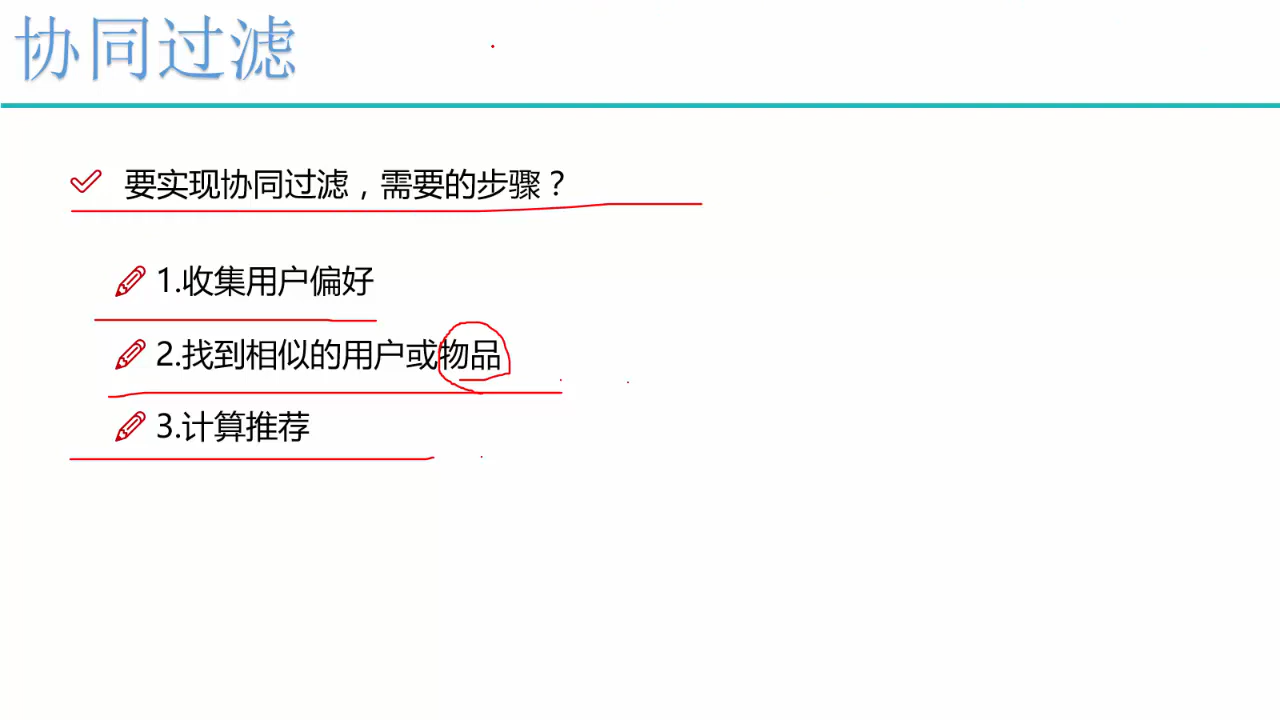 协同过滤
要实现协同过滤，需要的步骤？
1.收集用户偏好
2.找到相似的用户或物品
3.计算推荐